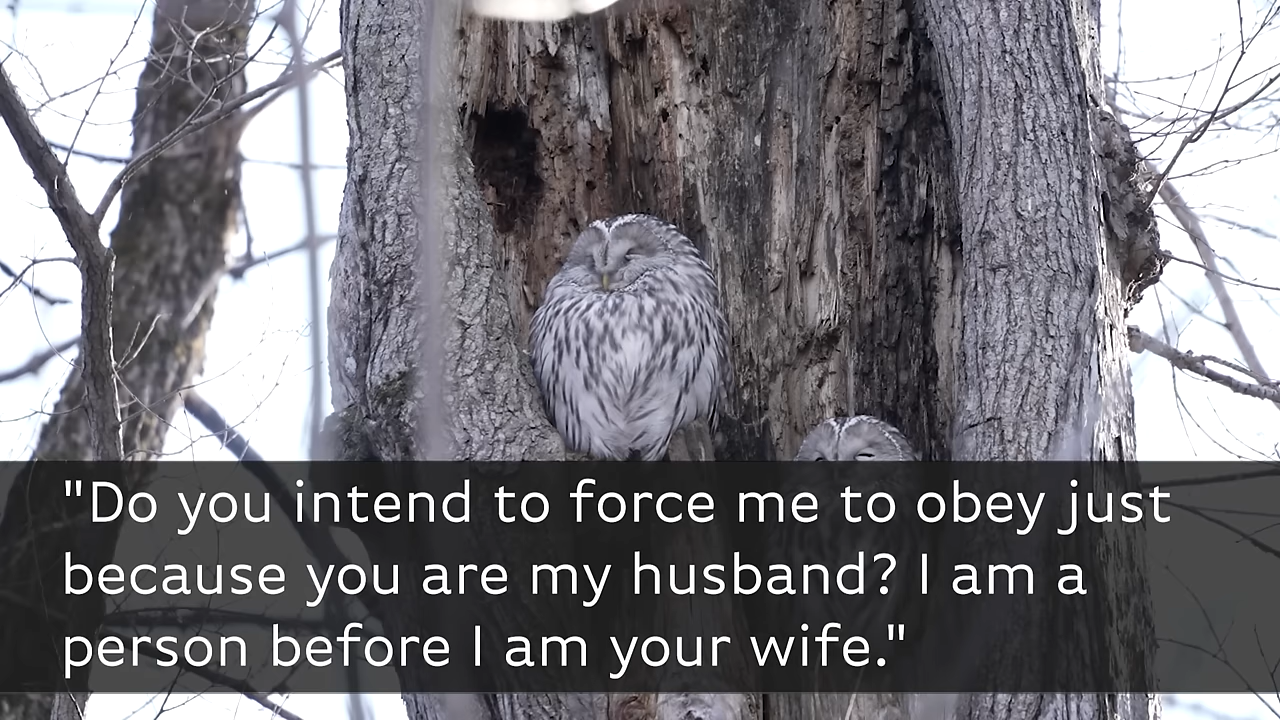 "Do you intend to force me to obey just
because you are my husband? I am a
person before I am your wife."